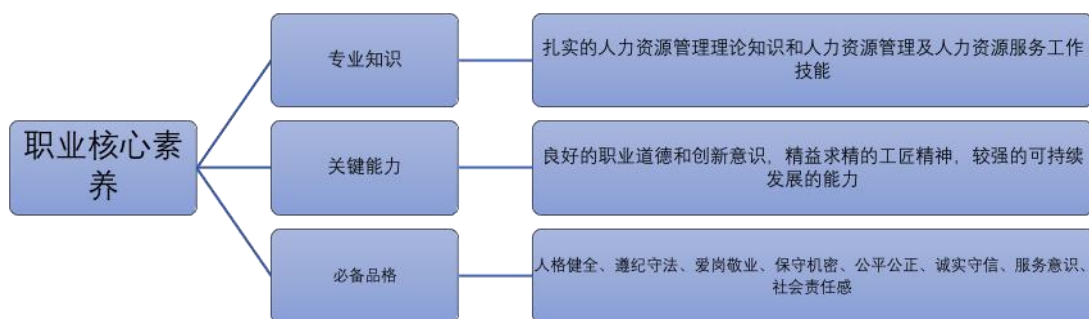 职业核心素
养
专业知识
扎实的人力资源管理理论知识和人力资源管理及人力资源服务工作
技能
关键能力
良好的职业道德和创新意识，精益求精的工匠精神，较强的可持续
发展的能力
必备品格
人格健全、遵纪守法、爱岗敬业、保守机密、公平公正、诚实守信、服务意识、
社会责任感